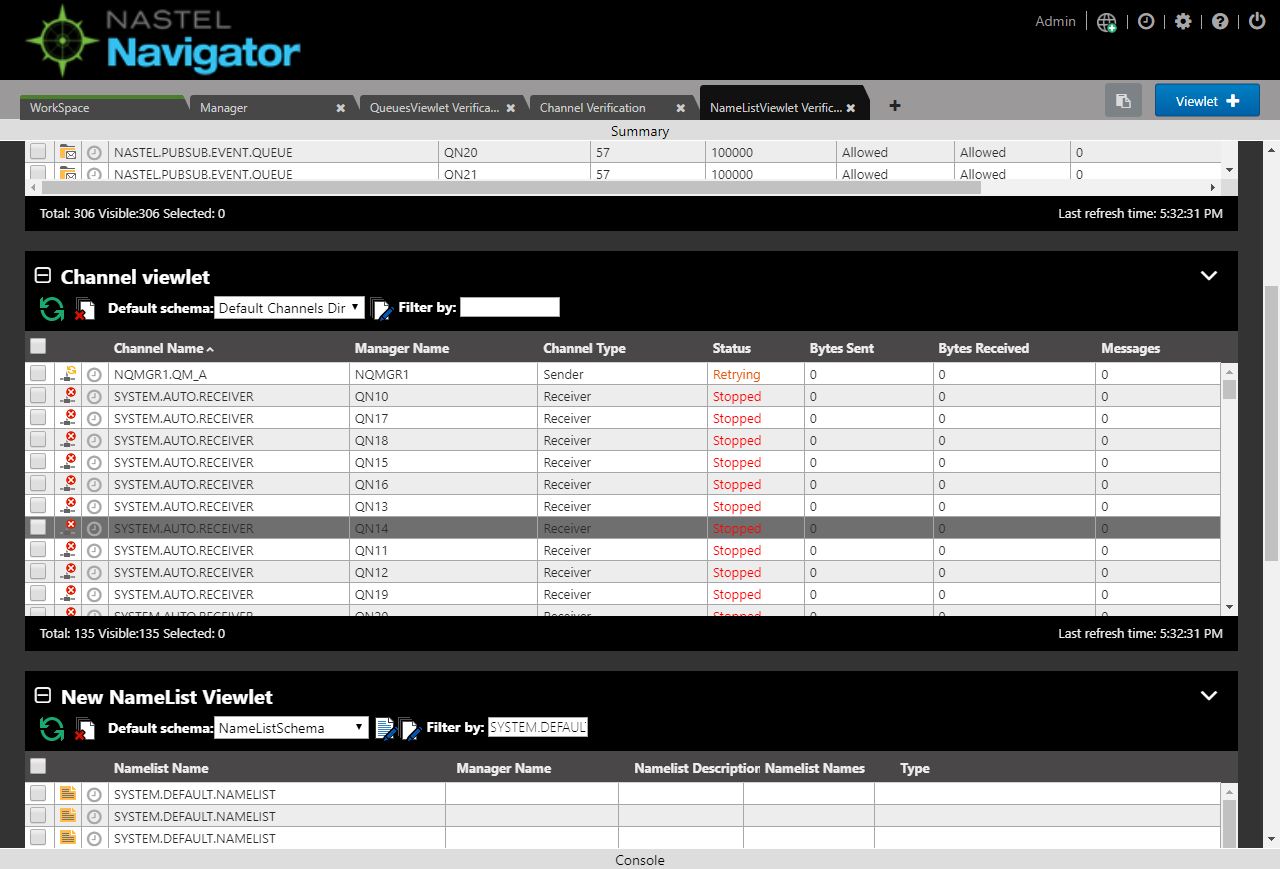 NASTEL
Navigator
Admin
WorkSpace Manager QueuesViewlet Verifica... Channel Verification NameListViewlet Verific... Viewlet
Summary
NASTEL.PUBSUB.EVENT.QUEUE QN20 57 100000 Allowed Allowed 0
NASTEL.PUBSUB.EVENT.QUEUE QN21 57 100000 Allowed Allowed 0
Total: 306 Visible:306 Selected: 0 Last refresh time: 5:32:31 PM
Channel viewlet
Default schema: Default Channels Dir Filter by:
Channel Name Manager Name Channel Type Status Bytes Sent Bytes Received Messages
NQMGR1.QM_A NQMGR1 Sender Retrying 0 0 0
SYSTEM.AUTO.RECEIVER QN10 Receiver Stopped 0 0 0
SYSTEM.AUTO.RECEIVER QN17 Receiver Stopped 0 0 0
SYSTEM.AUTO.RECEIVER QN18 Receiver Stopped 0 0 0
SYSTEM.AUTO.RECEIVER QN15 Receiver Stopped 0 0 0
SYSTEM.AUTO.RECEIVER QN16 Receiver Stopped 0 0 0
SYSTEM.AUTO.RECEIVER QN13 Receiver Stopped 0 0 0
SYSTEM.AUTO.RECEIVER QN14 Receiver Stopped 0 0 0
SYSTEM.AUTO.RECEIVER QN11 Receiver Stopped 0 0 0
SYSTEM.AUTO.RECEIVER QN12 Receiver Stopped 0 0 0
SYSTEM.AUTO.RECEIVER QN19 Receiver Stopped 0 0 0
SYSTEM.AUTO.RECEIVER QN20 Receiver Stopped 0 0 0
Total: 135 Visible:135 Selected: 0 Last refresh time: 5:32:31 PM
New NameList Viewlet
Default schema: NameListSchema Filter by: SYSTEM.DEFAUL
Namelist Name Manager Name Namelist Description Namelist Names Type
SYSTEM.DEFAULT.NAMELIST
SYSTEM.DEFAULT.NAMELIST
SYSTEM.DEFAULT.NAMELIST
Console